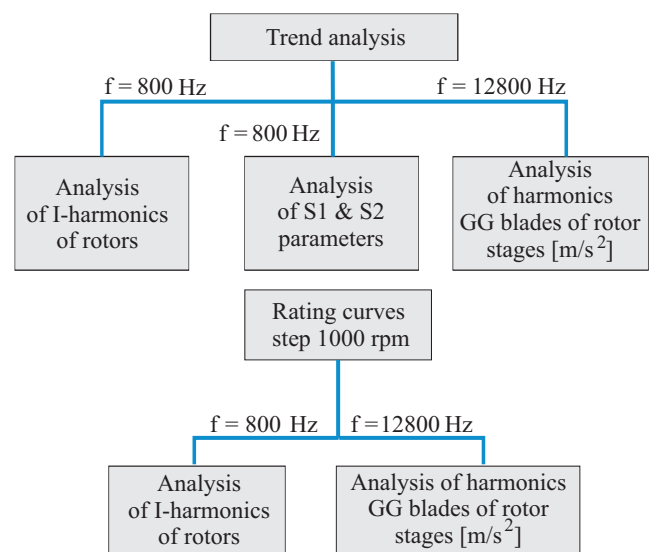 Trend analysis
f = 800 Hz
f = 12800 Hz
f = 800 Hz
Analysis
of I-harmonics
of rotors
Analysis
of S1 & S2
parameters
Analysis
of harmonics
GG blades of rotor
stages [m/s²]
Rating curves
step 1000 rpm
f = 800 Hz
f=12800 Hz
Analysis
of I-harmonics
of rotors
Analysis of harmonics
GG blades of rotor
stages [m/s²]